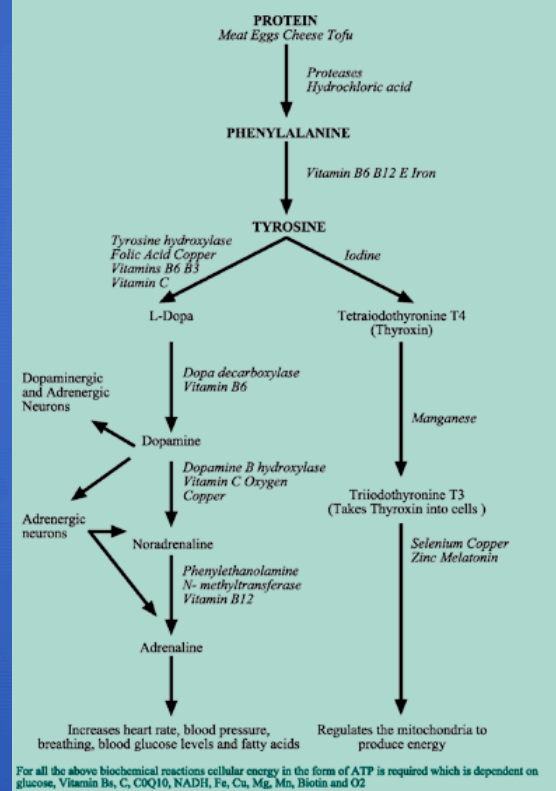 PROTEIN
Meat Eggs Cheese Tofu
Proteases
Hydrochloric acid
PHENYLALANINE
Vitamin B6 B12 E Iron
TYROSINE
Tyrosine hydroxylase
Folic Acid Copper
Vitamins B6 B3
Vitamin C
Iodine
L-Dopa
Tetraiodothyronine T4
(Thyroxin)
Dopa decarboxylase
Vitamin B6
Dopaminergic
and Adrenergic
Neurons
Manganese
Dopamine
Dopamine B hydroxylase
Vitamin C Oxygen
Copper
Triiodothyronine T3
(Takes Thyroxin into cells )
Adrenergic
neurons
Noradrenaline
Selenium Copper
Zinc Melatonin
Phenylethanolamine
N- methyltransferase
Vitamin B12
Adrenaline
Increases heart rate, blood pressure,
breathing, blood glucose levels and fatty acids
Regulates the mitochondria to
produce energy
For all the above biochemical reactions cellular energy in the form of ATP is required which is dependent on
glucose, Vitamin Bs, C, C0Q10, NADH, Fe, Cu, Mg, Mn, Biotin and O2